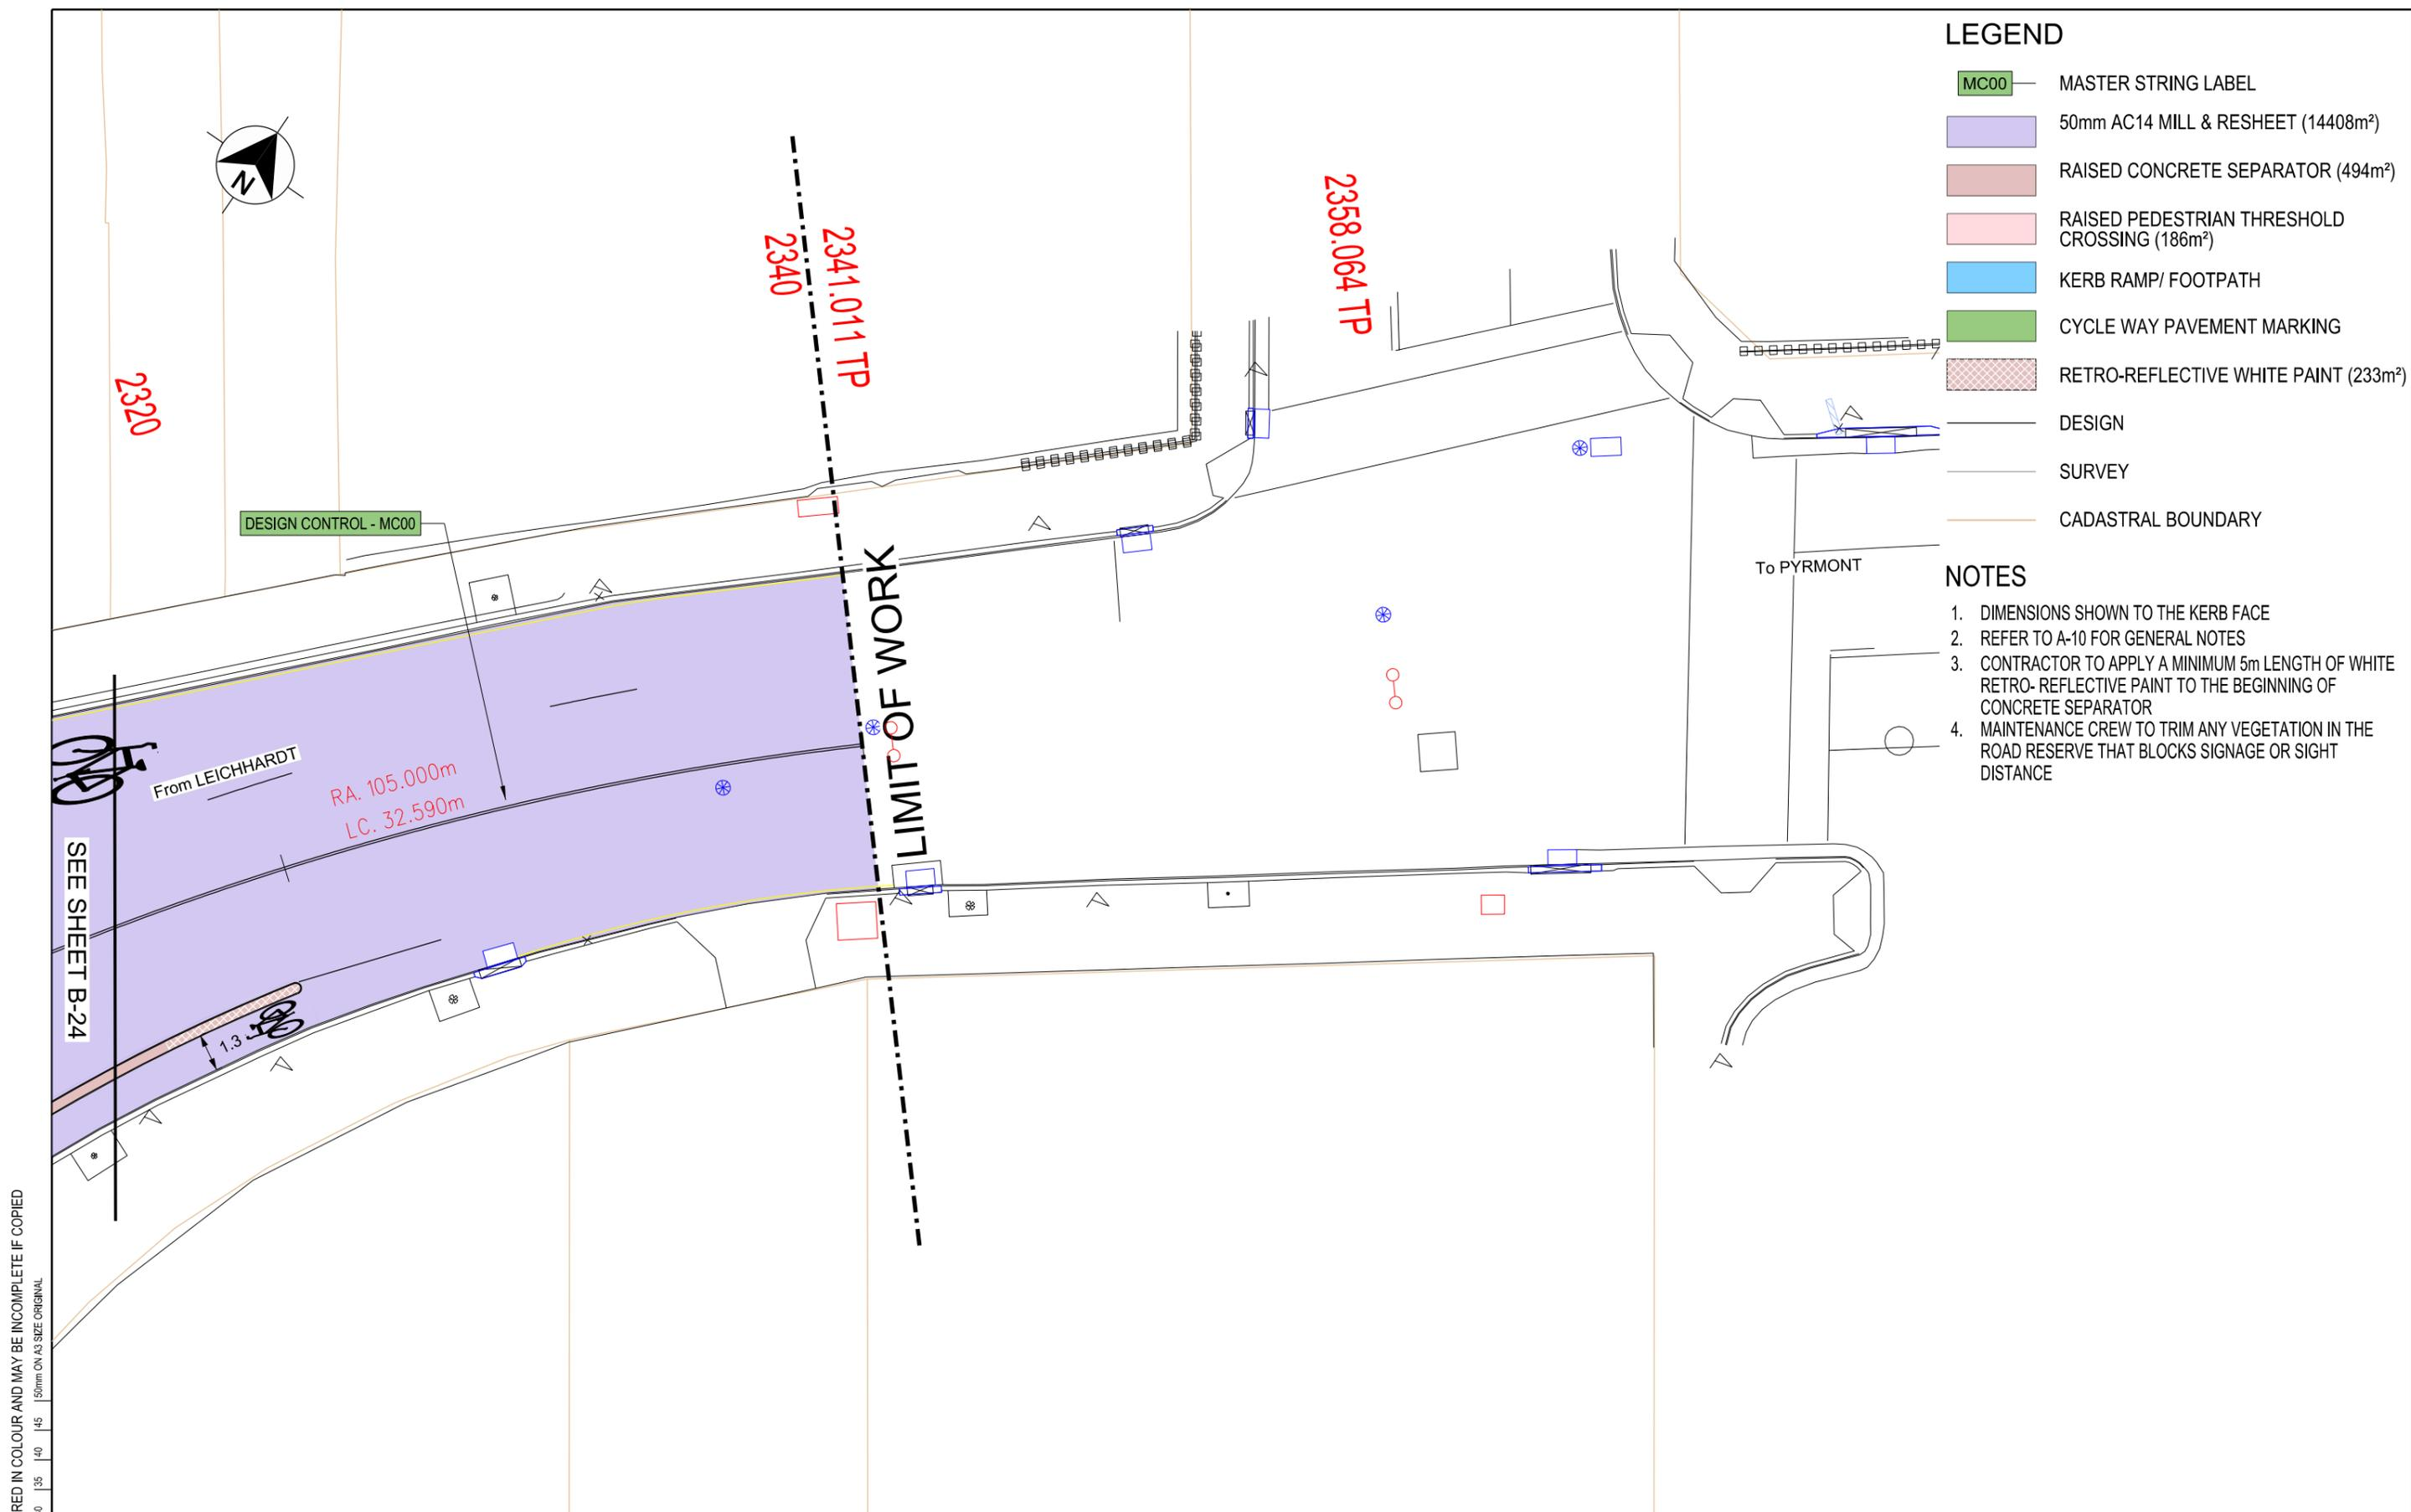 2320
2340
2341.011 TP
2358.064 TP
N
DESIGN CONTROL - MC00
LIMIT OF WORK
To PYRMONT
From LEICHHARDT
RA. 105.000m
LC. 32.590m
SEE SHEET B-24
1.3
LEGEND
MC00
MASTER STRING LABEL
50mm AC14 MILL & RESHEET (14408m²)
RAISED CONCRETE SEPARATOR (494m²)
RAISED PEDESTRIAN THRESHOLD
CROSSING (186m²)
KERB RAMP/ FOOTPATH
CYCLE WAY PAVEMENT MARKING
RETRO-REFLECTIVE WHITE PAINT (233m²)
DESIGN
SURVEY
CADASTRAL BOUNDARY
NOTES
1. DIMENSIONS SHOWN TO THE KERB FACE
2. REFER TO A-10 FOR GENERAL NOTES
3. CONTRACTOR TO APPLY A MINIMUM 5m LENGTH OF WHITE
RETRO- REFLECTIVE PAINT TO THE BEGINNING OF
CONCRETE SEPARATOR
4. MAINTENANCE CREW TO TRIM ANY VEGETATION IN THE
ROAD RESERVE THAT BLOCKS SIGNAGE OR SIGHT
DISTANCE
RED IN COLOUR AND MAY BE INCOMPLETE IF COPIED
50mm ON A3 SIZE ORIGINAL
45
40
35